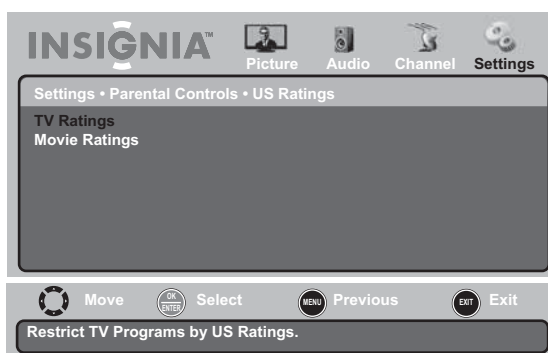 INSIGNIA™
Picture Audio Channel Settings
Settings • Parental Controls • US Ratings
TV Ratings
Movie Ratings
Move OK ENTER Select MENU Previous EXIT Exit
Restrict TV Programs by US Ratings.